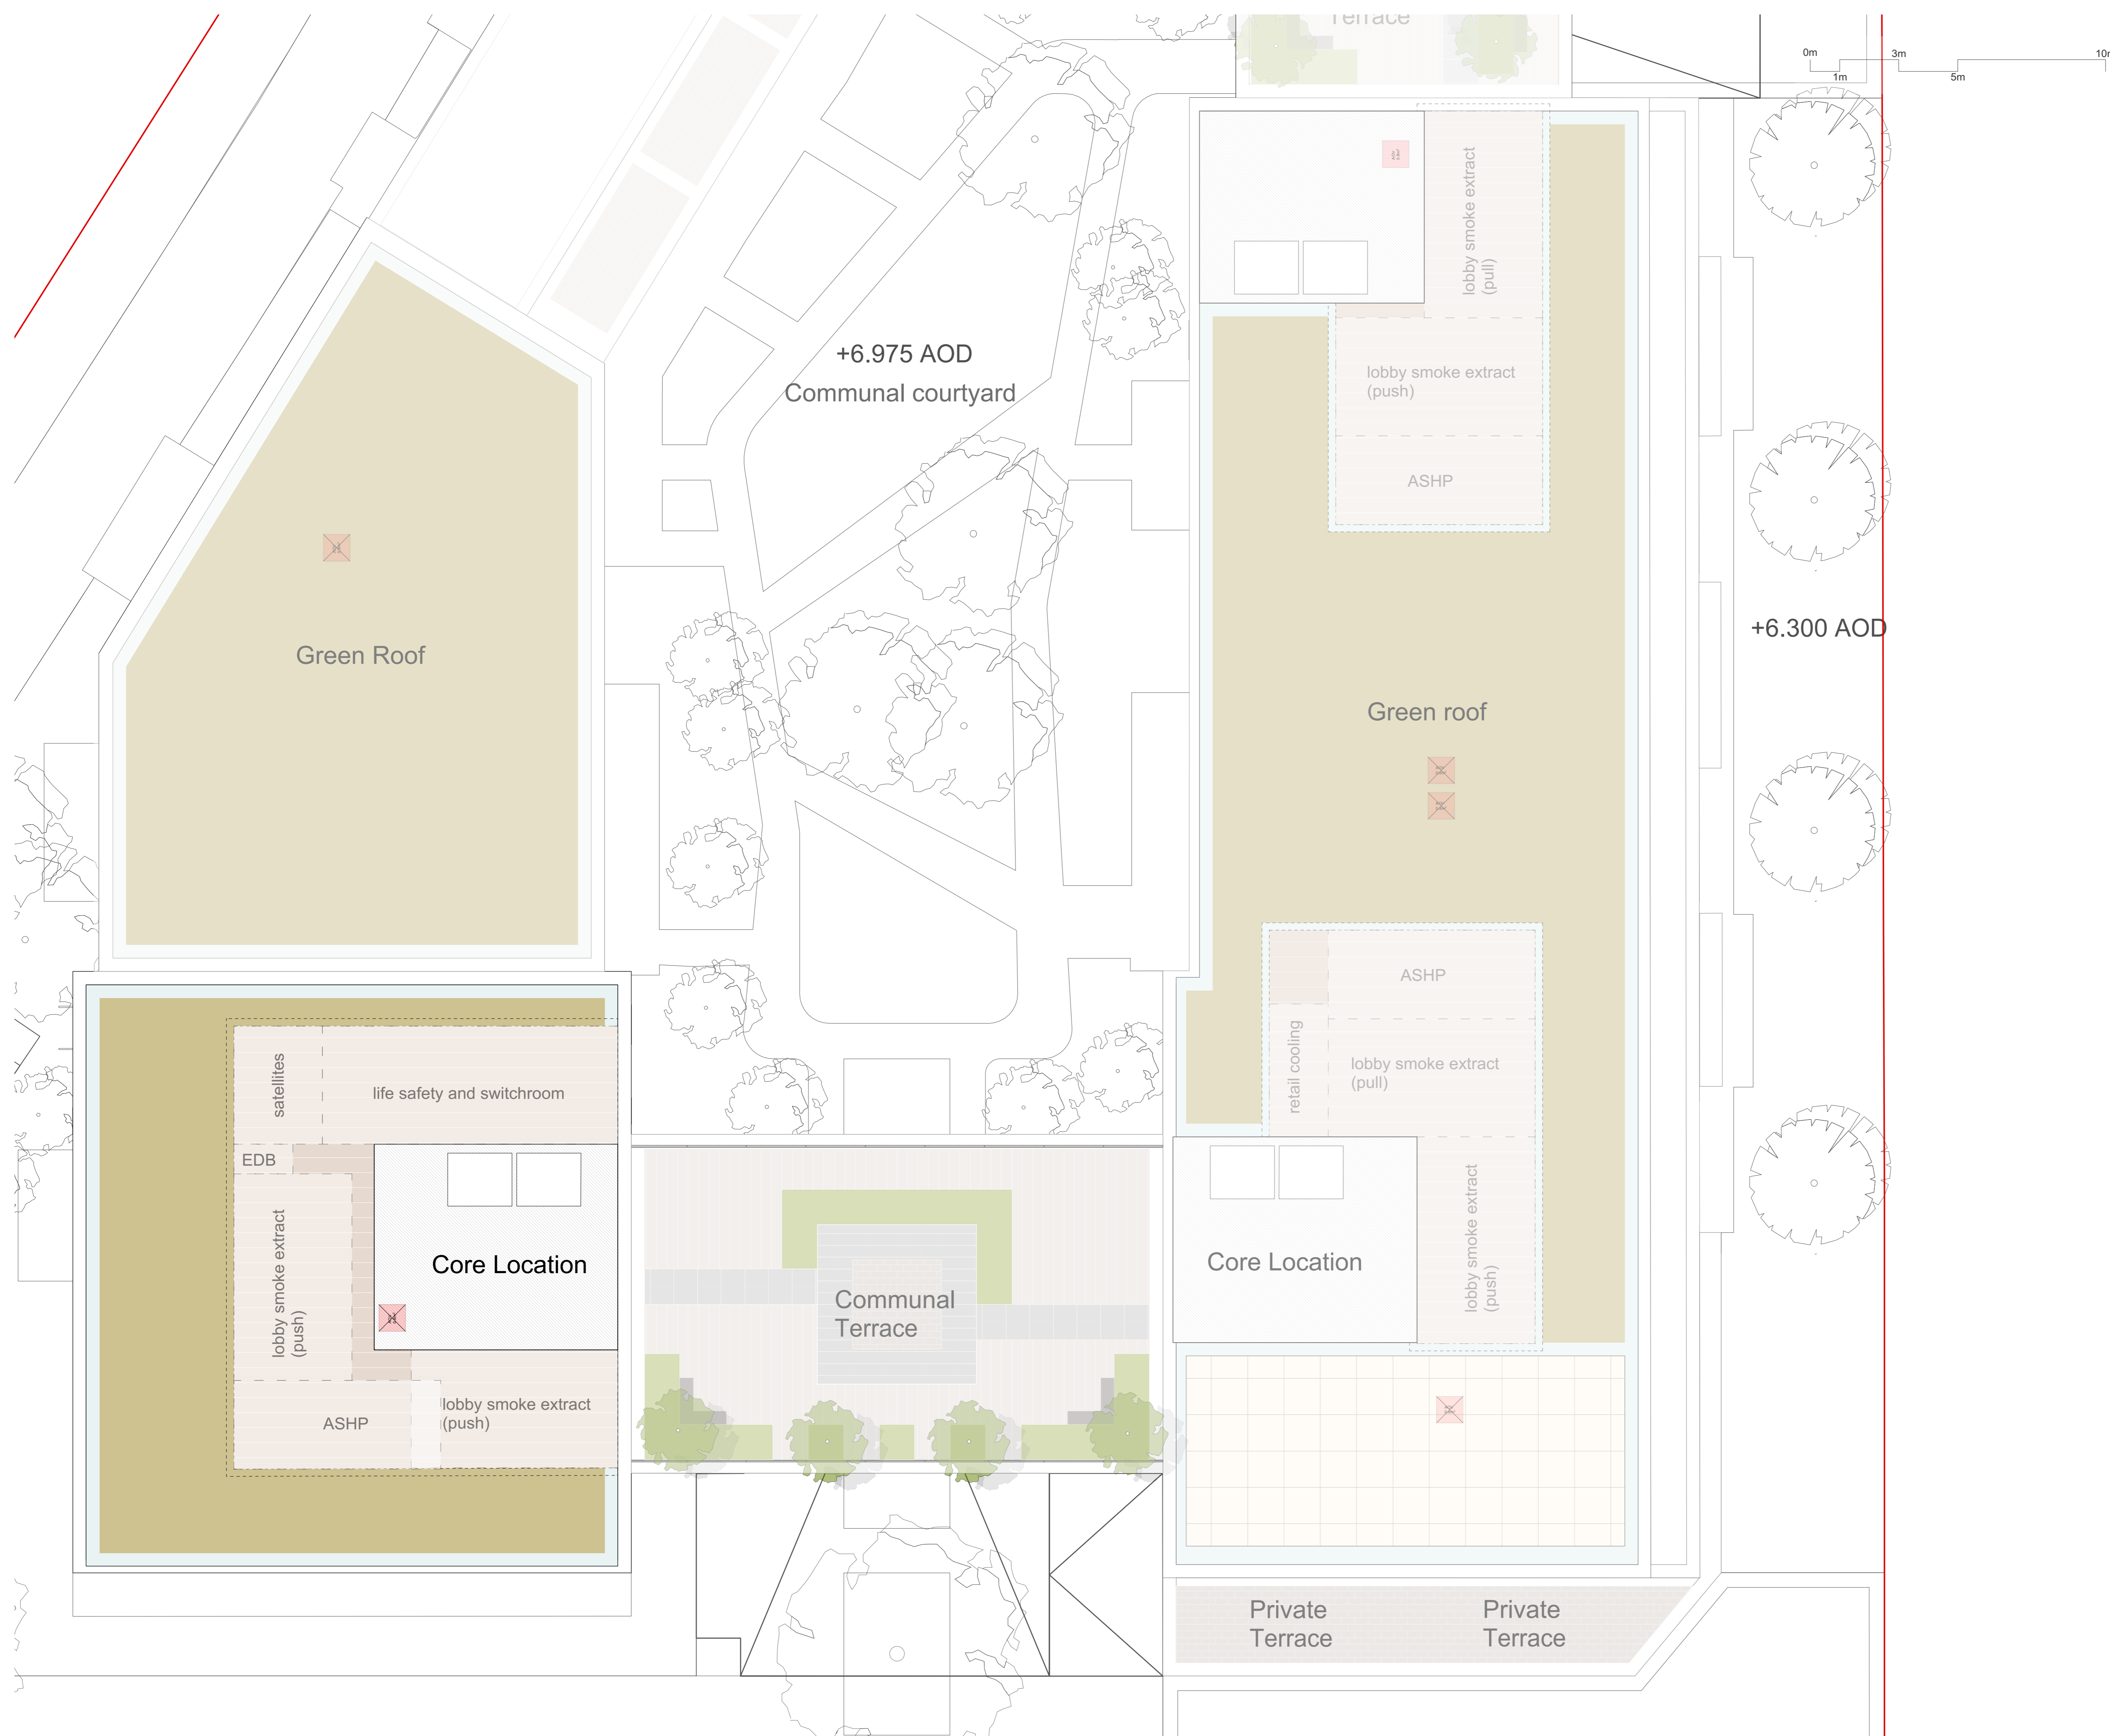 Terrace
0m
3m
10m
1m
5m
lobby smoke extract
(pull)
+6.975 AOD
Communal courtyard
lobby smoke extract
(push)
ASHP
+6.300 AOD
Green Roof
Green roof
ASHP
retail cooling
lobby smoke extract
(pull)
satellites
life safety and switchroom
EDB
lobby smoke extract
(push)
Core Location
Core Location
lobby smoke extract
(push)
Communal
Terrace
ASHP
lobby smoke extract
(push)
Private
Terrace
Private
Terrace